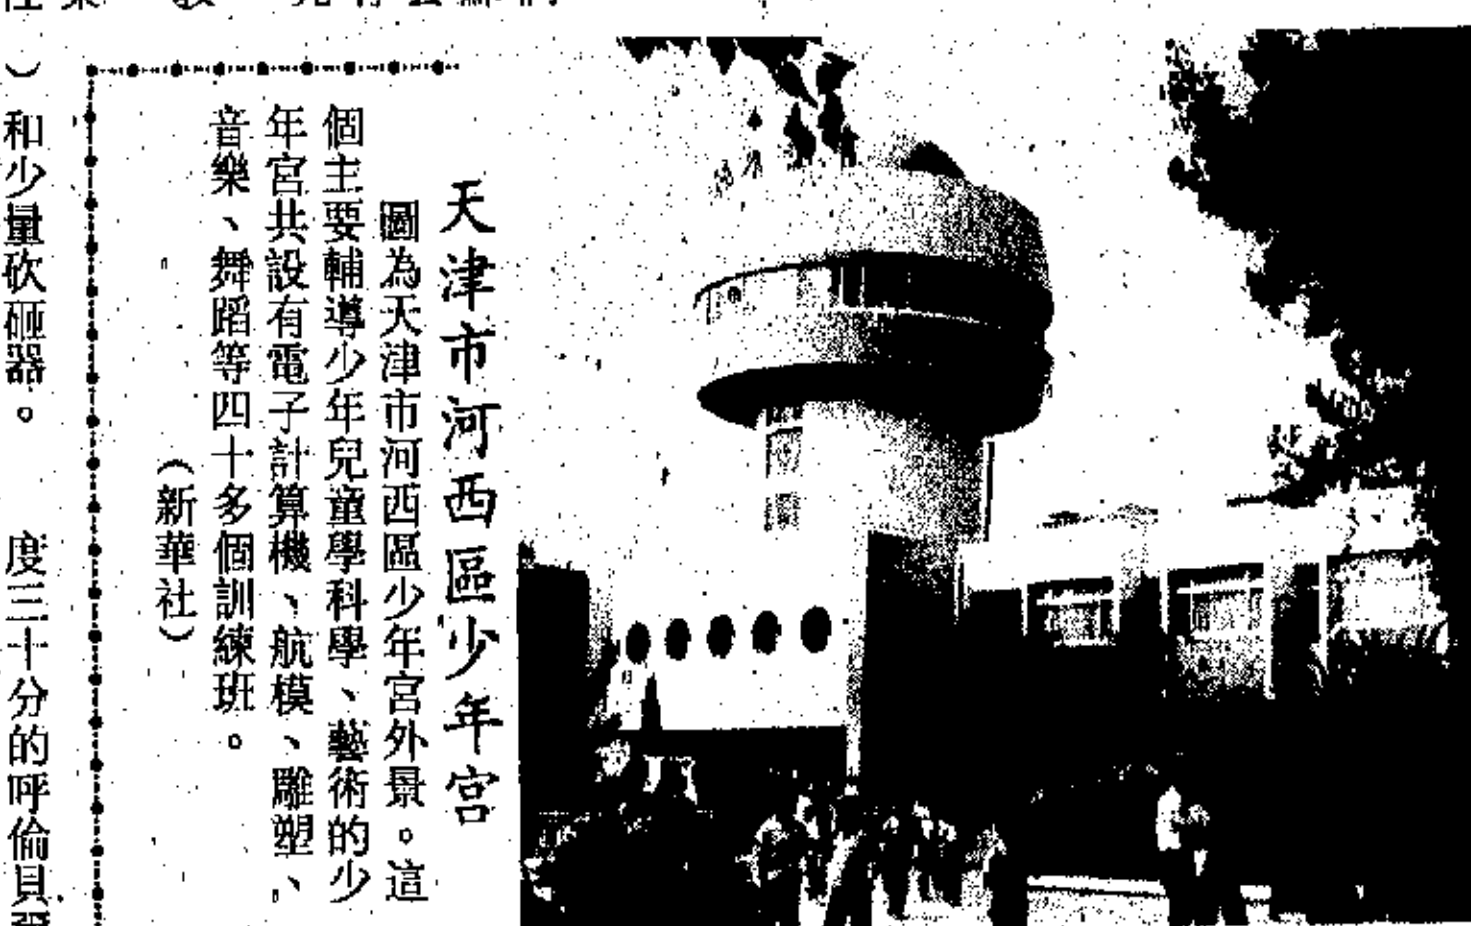 天津市河西區少年宮
圖為天津市河西區少年宮外景。這
個主要輔導少年兒童學科學、藝術的少
年宮共設有電子計算機、航模、雕塑、
音樂、舞蹈等四十多個訓練班。
（新華社）
）和少量砍砸器。
度三十分的呼倫貝